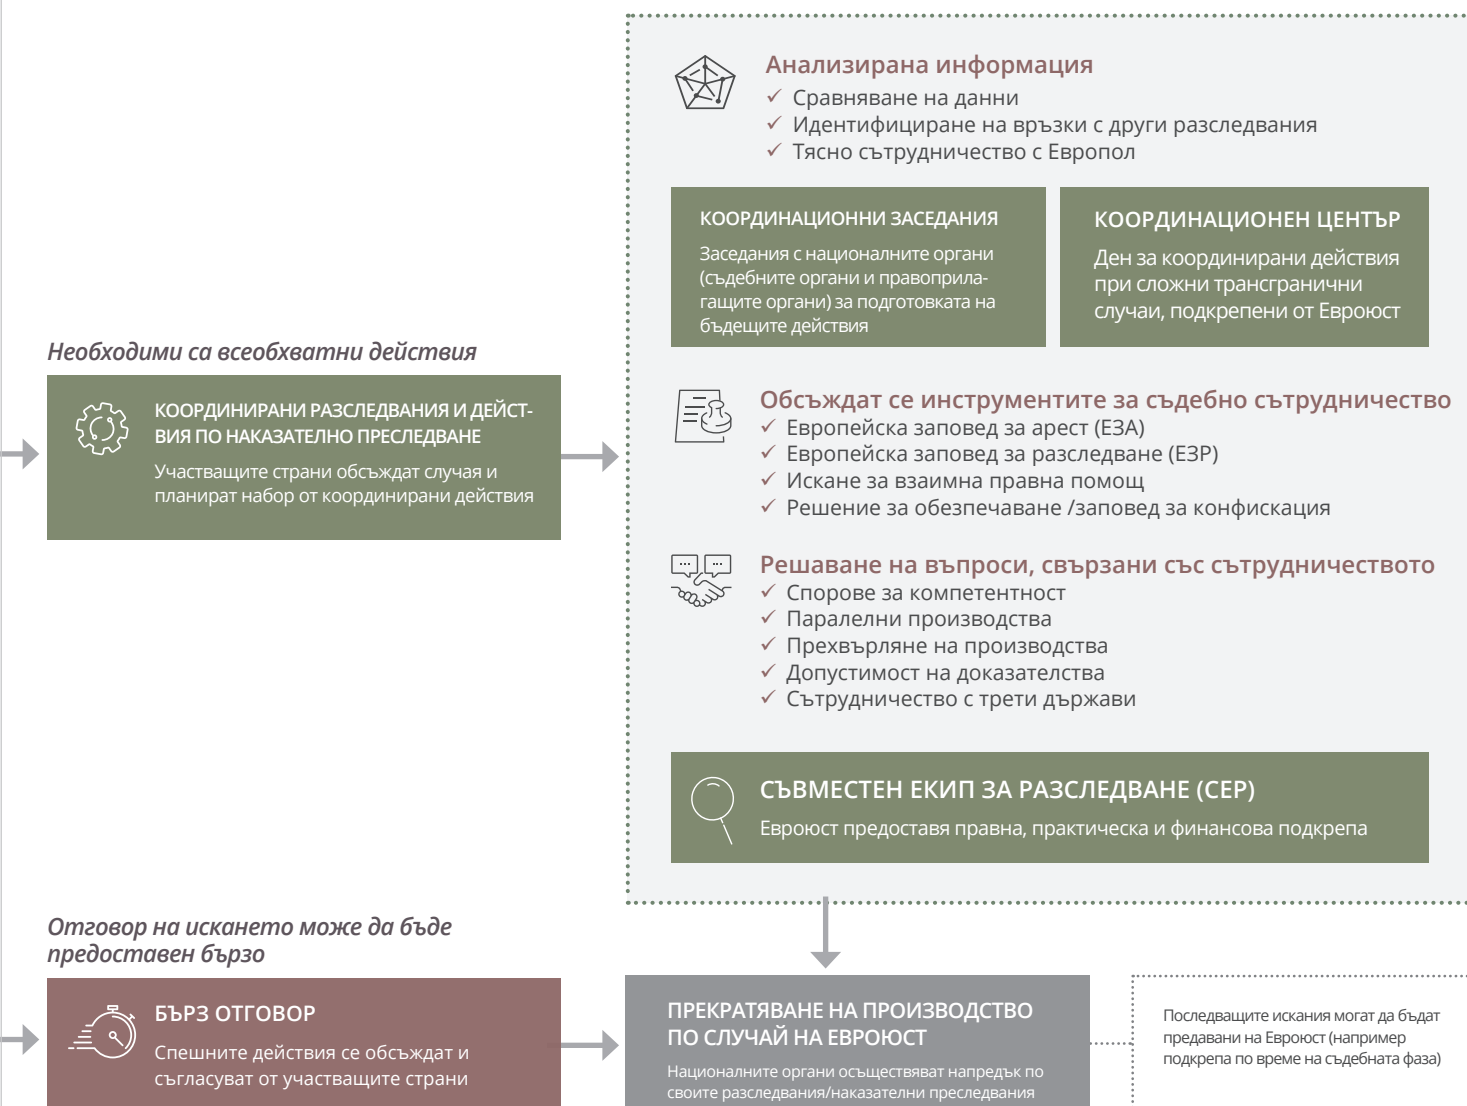 Анализирана информация
Сравняване на данни
Идентифициране на връзки с други разследвания
Тясно сътрудничество с Европол
КООРДИНАЦИОННИ ЗАСЕДАНИЯ
Заседания с националните органи
(съдебните органи и правоприла-
гащите органи) за подготовката на
бъдещите действия
КООРДИНАЦИОНЕН ЦЕНТЪР
Ден за координирани действия
при сложни трансгранични
случаи, подкрепени от Евроюст
Необходими са всеобхватни действия
КООРДИНИРАНИ РАЗСЛЕДВАНИЯ И ДЕЙСТ-
ВИЯ ПО НАКАЗАТЕЛНО ПРЕСЛЕДВАНЕ
Участващите страни обсъждат случая и
планират набор от координирани действия
Обсъждат се инструментите за съдебно сътрудничество
Европейска заповед за арест (ЕЗА)
Европейска заповед за разследване (ЕЗР)
Искане за взаимна правна помощ
Решение за обезпечаване /заповед за конфискация
Решаване на въпроси, свързани със сътрудничеството
Спорове за компетентност
Паралелни производства
Прехвърляне на производства
Допустимост на доказателства
Сътрудничество с трети държави
СЪВМЕСТЕН ЕКИП ЗА РАЗСЛЕДВАНЕ (СЕР)
Евроюст предоставя правна, практическа и финансова подкрепа
Отговор на искането може да бъде
предоставен бързо
БЪРЗ ОТГОВОР
Спешните действия се обсъждат и
съгласуват от участващите страни
ПРЕКРАТЯВАНЕ НА ПРОИЗВОДСТВО
ПО СЛУЧАЙ НА ЕВРОЮСТ
Националните органи осъществяват напредък по
своите разследвания/наказателни преследвания
Последващите искания могат да бъдат
предавани на Евроюст (например
подкрепа по време на съдебната фаза)